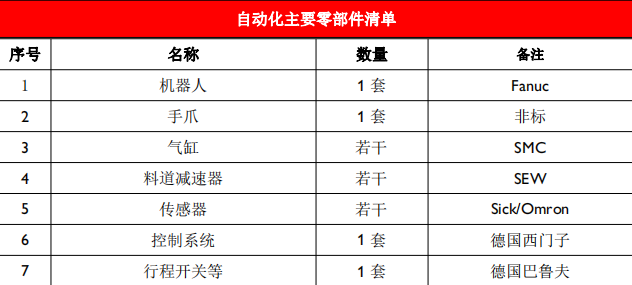 自动化主要零部件清单
序号 名称 数量 备注
1 机器人 1 套 Fanuc
2 手爪 1 套 非标
3 气缸 若干 SMC
4 料道减速器 若干 SEW
5 传感器 若干 Sick/Omron
6 控制系统 1 套 德国西门子
7 行程开关等 1 套 德国巴鲁夫